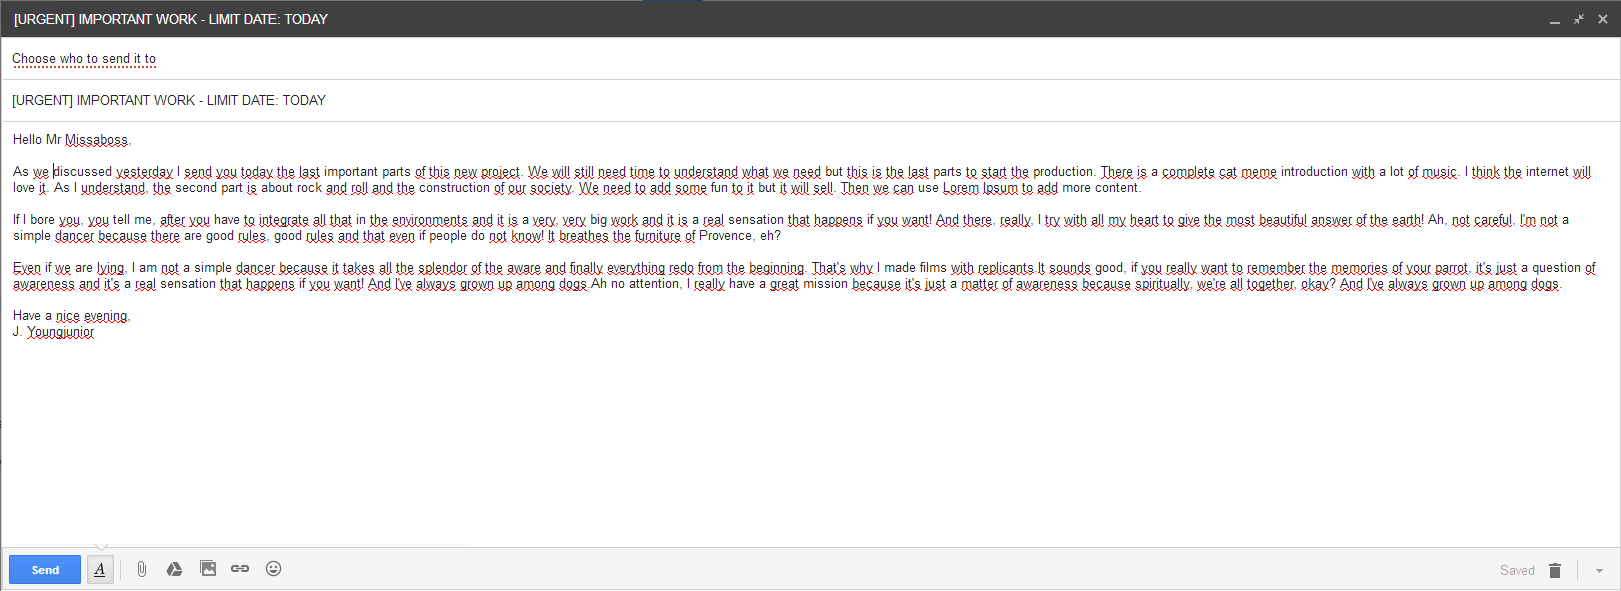 [URGENT] IMPORTANT WORK - LIMIT DATE: TODAY
Choose who to send it to
[URGENT] IMPORTANT WORK - LIMIT DATE: TODAY
Hello Mr Missaboss,
As we discussed yesterday I send you today the last important parts of this new project. We will still need time to understand what we need but this is the last parts to start the production. There is a complete cat meme introduction with a lot of music. I think the internet will
love it. As I understand, the second part is about rock and roll and the construction of our society. We need to add some fun to it but it will sell. Then we can use Lorem Ipsum to add more content.
If I bore you, you tell me, after you have to integrate all that in the environments and it is a very, very big work and it is a real sensation that happens if you want! And there, really, I try with all my heart to give the most beautiful answer of the earth! Ah, not careful, I'm not a
simple dancer because there are good rules, good rules and that even if people do not know! It breathes the furniture of Provence, eh?
Even if we are lying, I am not a simple dancer because it takes all the splendor of the aware and finally everything redo from the beginning. That's why I made films with replicants.It sounds good, if you really want to remember the memories of your parrot, it's just a question of
awareness and it's a real sensation that happens if you want! And I've always grown up among dogs.Ah no attention, I really have a great mission because it's just a matter of awareness because spiritually, we're all together, okay? And I've always grown up among dogs.
Have a nice evening,
J. Youngjunior
Send
A
Saved